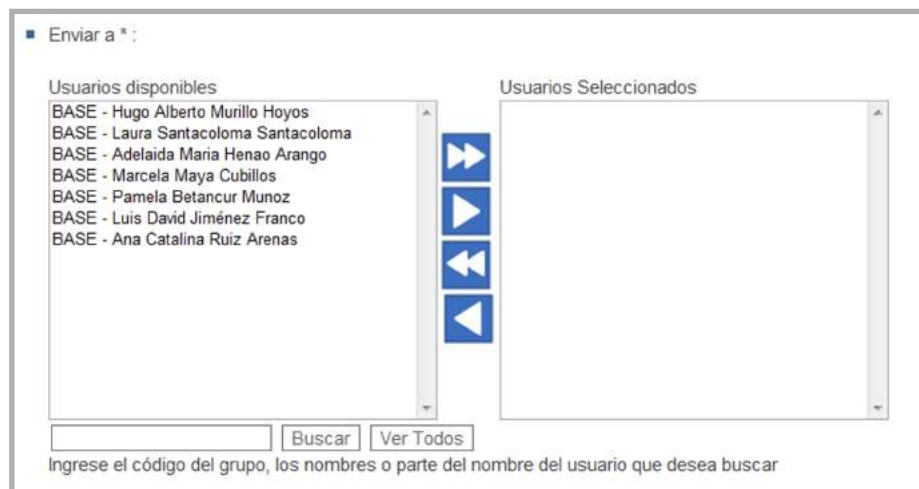 Enviar a * :
Usuarios disponibles
Usuarios Seleccionados
BASE - Hugo Alberto Murillo Hoyos
BASE - Laura Santacoloma Santacoloma
BASE - Adelaida Maria Henao Arango
BASE - Marcela Maya Cubillos
BASE - Pamela Betancur Munoz
BASE - Luis David Jiménez Franco
BASE - Ana Catalina Ruiz Arenas
Buscar
Ver Todos
Ingrese el código del grupo, los nombres o parte del nombre del usuario que desea buscar